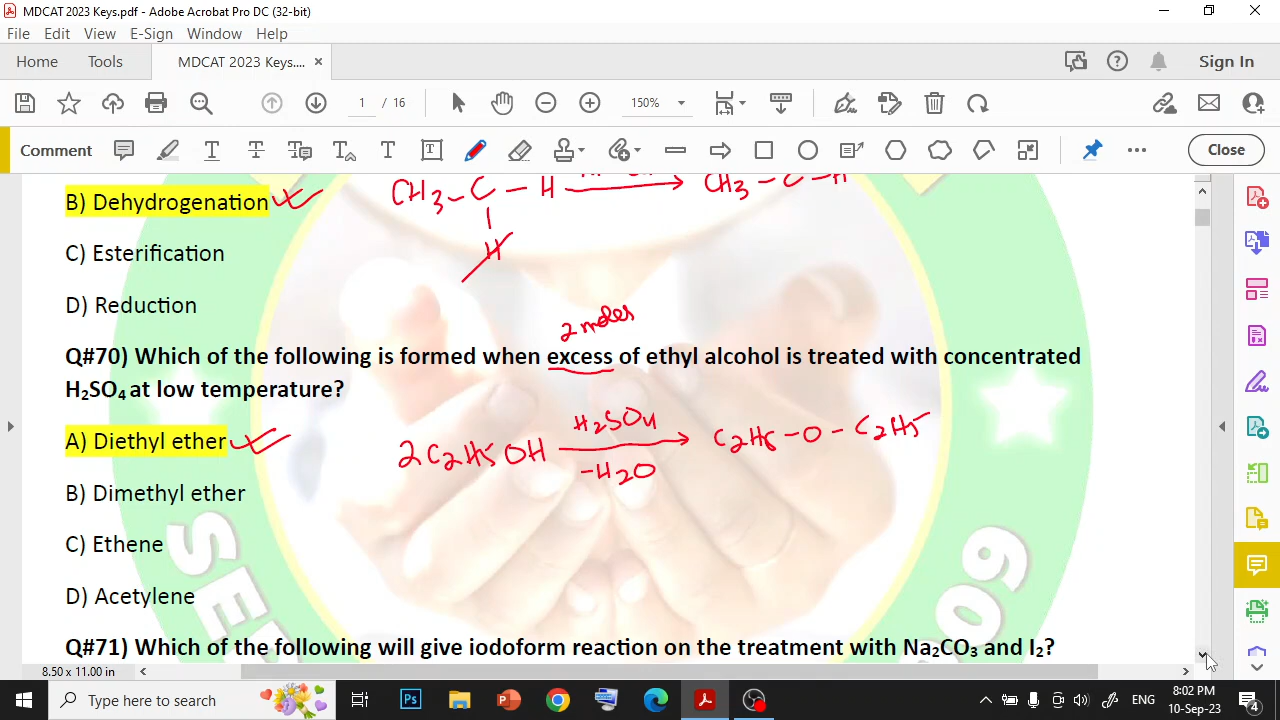 MDCAT 2023 Keys.pdf - Adobe Acrobat Pro DC (32-bit)
File Edit View E-Sign Window Help
Home Tools MDCAT 2023 Keys.... × Sign In
1 / 16 150%
Comment Close
B) Dehydrogenation
CH3 - C - H → CH3 - C - H
H
C) Esterification
D) Reduction
2 moles
Q#70) Which of the following is formed when excess of ethyl alcohol is treated with concentrated
H₂SO₄ at low temperature?
A) Diethyl ether
H2SO4
2C2H5OH → C2H5 - O - C2H5
-H2O
B) Dimethyl ether
C) Ethene
D) Acetylene
Q#71) Which of the following will give iodoform reaction on the treatment with Na₂CO₃ and I₂?
SE
609
8.50 x 11.00 in
Type here to search
Ps
ENG
8:02 PM
10-Sep-23
4